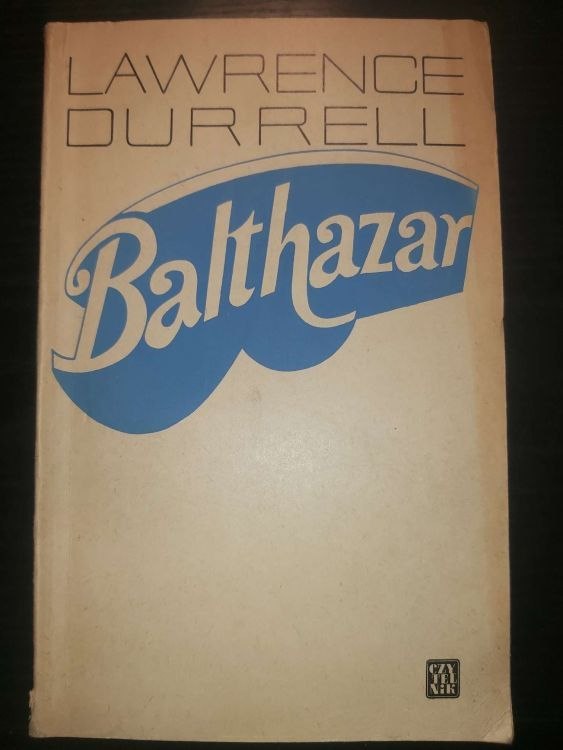 LAWRENCE
DURRELL
Balthazar
CZY
TEL
NIK